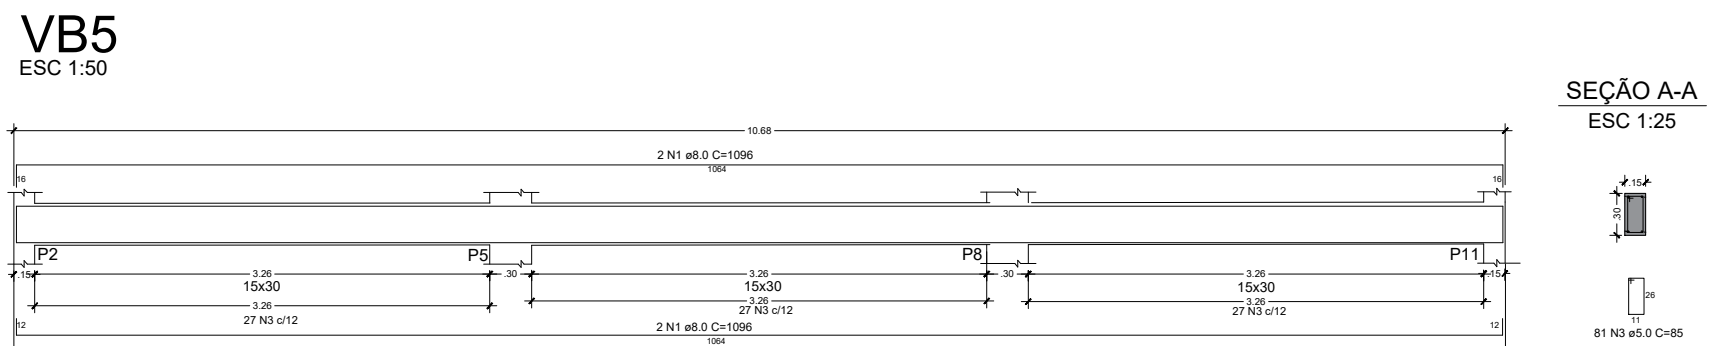 VB5
ESC 1:50
SEÇÃO A-A
ESC 1:25
10.68
2 N1 ø8.0 C=1096
1064
16
16
.15
.30
P2
P5
P8
P11
.15
3.26
.30
3.26
.30
3.26
.15
15x30
15x30
15x30
3.26
3.26
3.26
27 N3 c/12
27 N3 c/12
27 N3 c/12
26
11
12
2 N1 ø8.0 C=1096
12
1064
81 N3 ø5.0 C=85